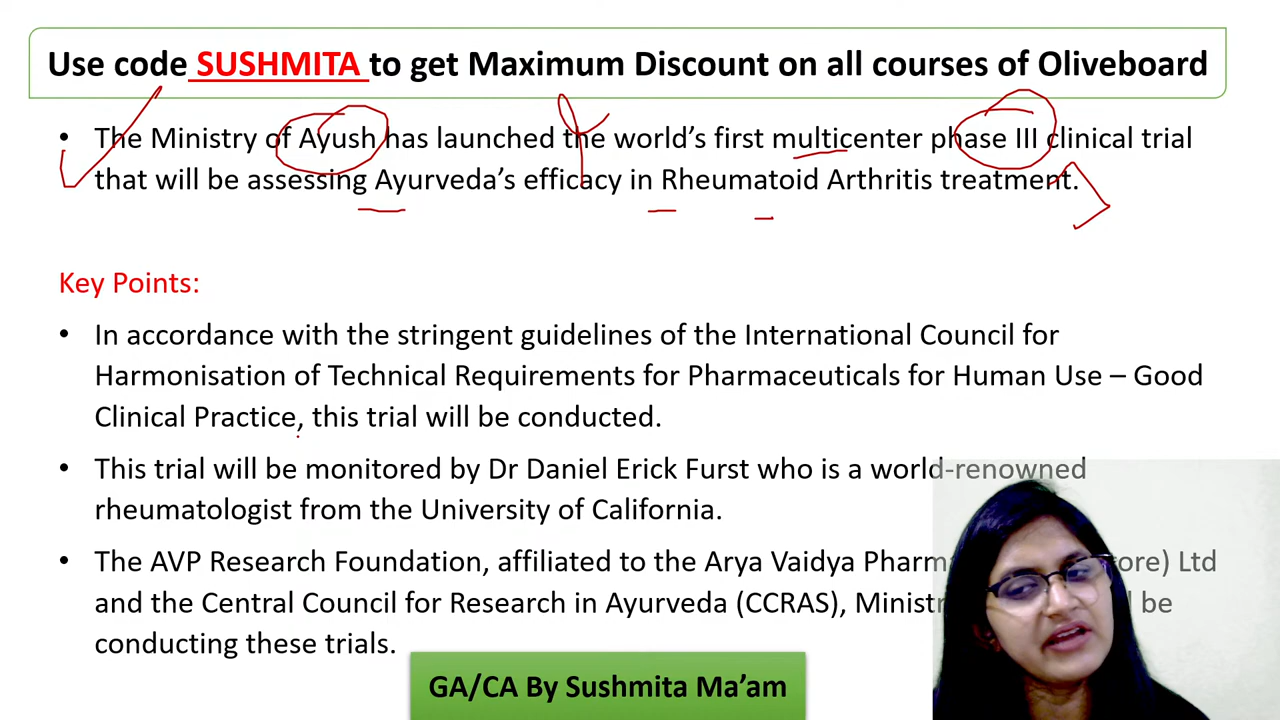 Use code SUSHMITA to get Maximum Discount on all courses of Oliveboard
• The Ministry of Ayush has launched the world's first multicenter phase III clinical trial
that will be assessing Ayurveda's efficacy in Rheumatoid Arthritis treatment.
Key Points:
• In accordance with the stringent guidelines of the International Council for
Harmonisation of Technical Requirements for Pharmaceuticals for Human Use – Good
Clinical Practice, this trial will be conducted.
• This trial will be monitored by Dr Daniel Erick Furst who is a world-renowned
rheumatologist from the University of California.
• The AVP Research Foundation, affiliated to the Arya Vaidya Ltd
and the Central Council for Research in Ayurveda (CCRAS), be
conducting these trials.
GA/CA By Sushmita Ma'am